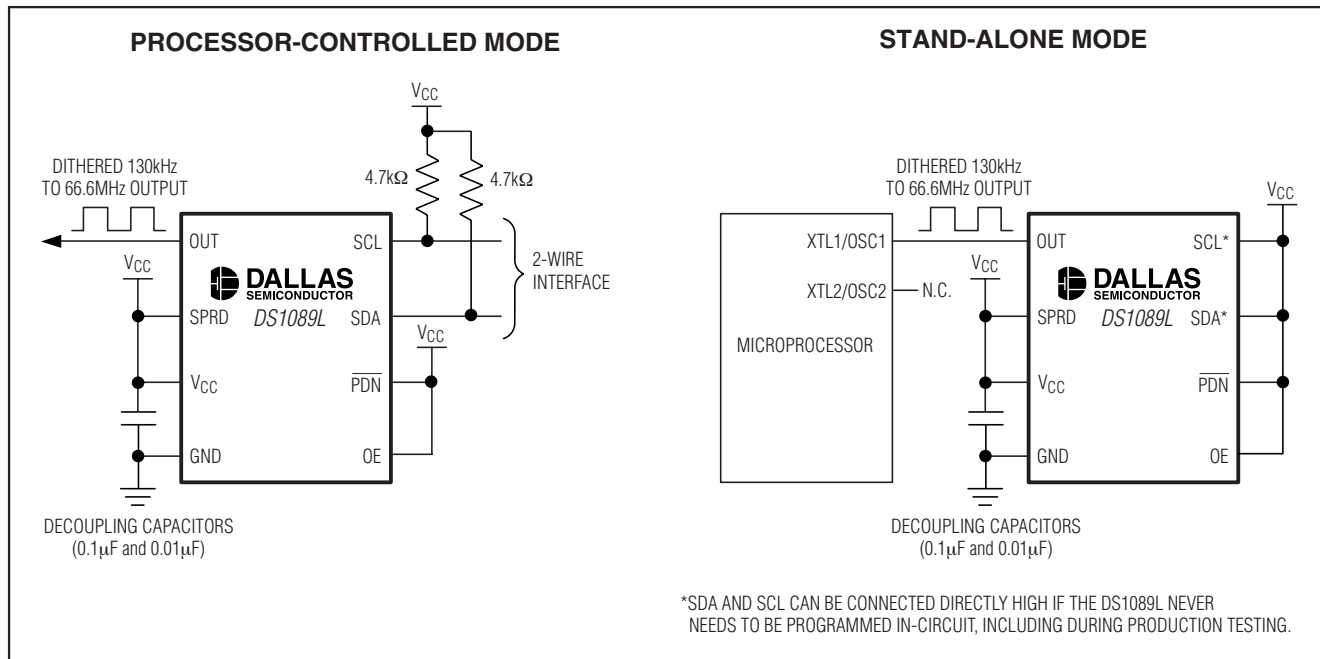 PROCESSOR-CONTROLLED MODE
VCC
DITHERED 130kHz
TO 66.6MHz OUTPUT
4.7kΩ
4.7kΩ
OUT
SCL
2-WIRE
INTERFACE
VCC
DALLAS
SEMICONDUCTOR
SPRD
DS1089L
SDA
VCC
VCC
PDN
GND
OE
DECOUPLING CAPACITORS
(0.1μF and 0.01μF)
STAND-ALONE MODE
DITHERED 130kHz
TO 66.6MHz OUTPUT
VCC
XTL1/OSC1
OUT
SCL*
VCC
DALLAS
SEMICONDUCTOR
XTL2/OSC2
N.C.
SPRD
DS1089L
SDA*
MICROPROCESSOR
VCC
PDN
GND
OE
DECOUPLING CAPACITORS
(0.1μF and 0.01μF)
*SDA AND SCL CAN BE CONNECTED DIRECTLY HIGH IF THE DS1089L NEVER
NEEDS TO BE PROGRAMMED IN-CIRCUIT, INCLUDING DURING PRODUCTION TESTING.